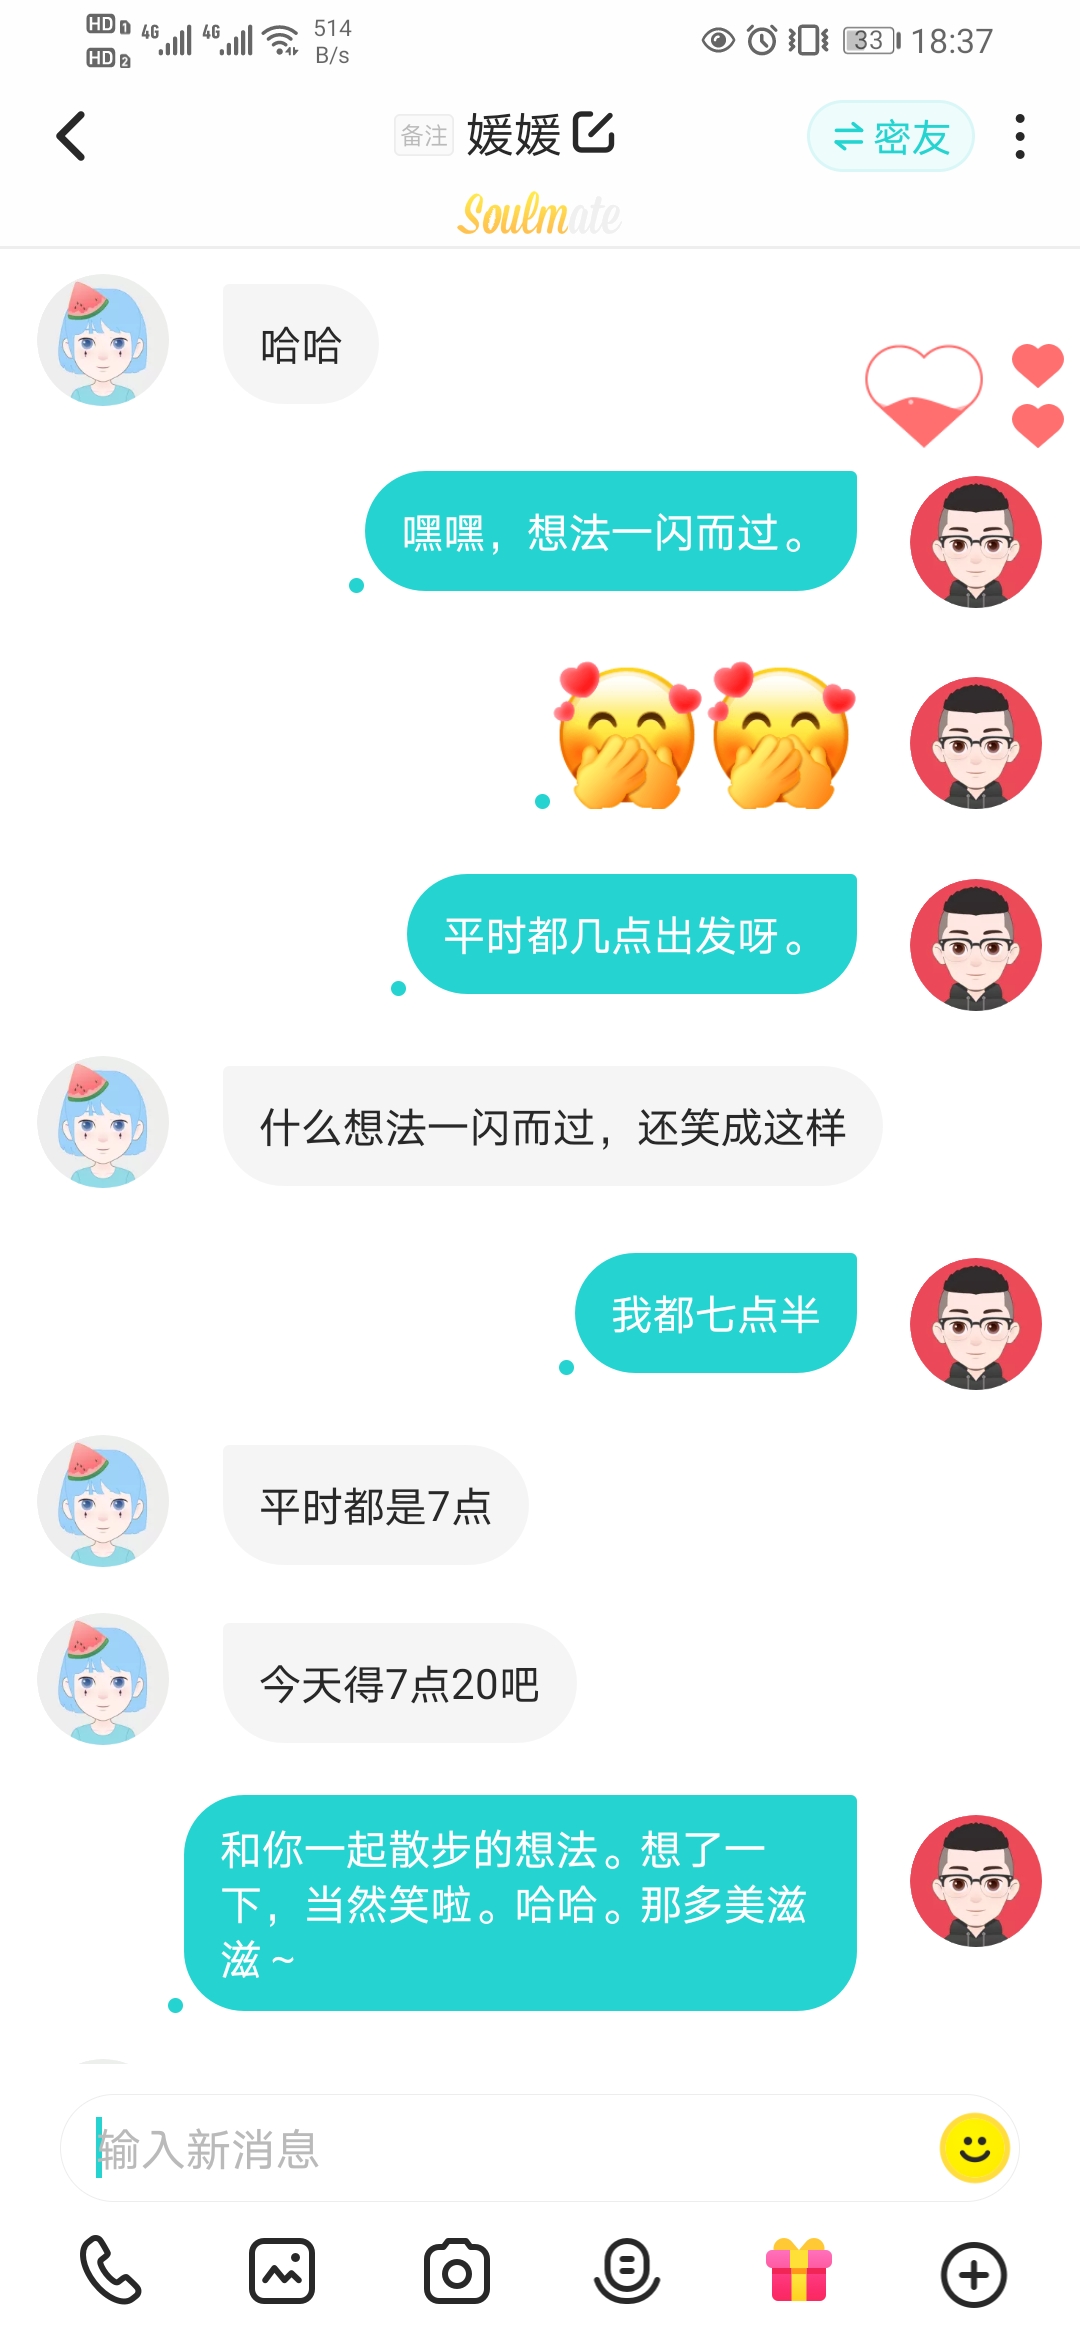 HD 1 4G 4G 514
HD 2 B/s
33 18:37
备注 媛媛 密友
Soulmate
哈哈
嘿嘿，想法一闪而过。
平时都几点出发呀。
什么想法一闪而过，还笑成这样
我都七点半
平时都是7点
今天得7点20吧
和你一起散步的想法。想了一
下，当然笑啦。哈哈。那多美滋
滋~
输入新消息